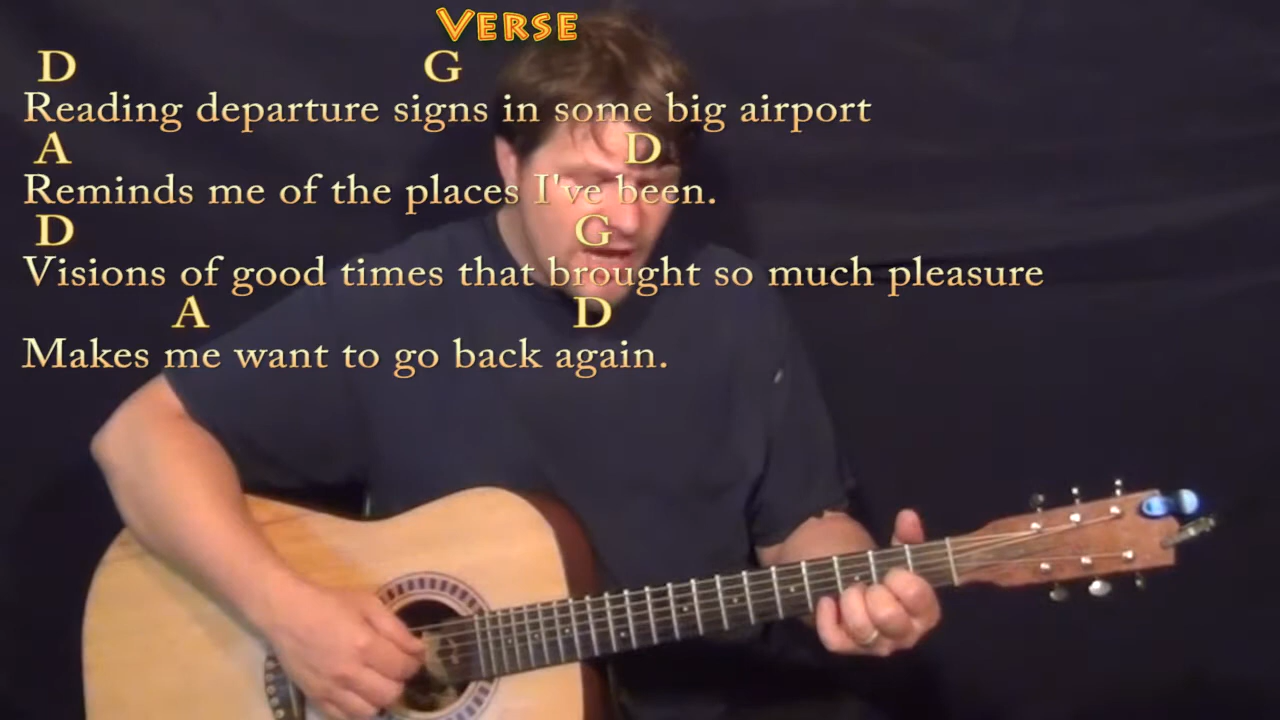 VERSE
D G
Reading departure signs in some big airport
A D
Reminds me of the places I've been.
D G
Visions of good times that brought so much pleasure
A D
Makes me want to go back again.